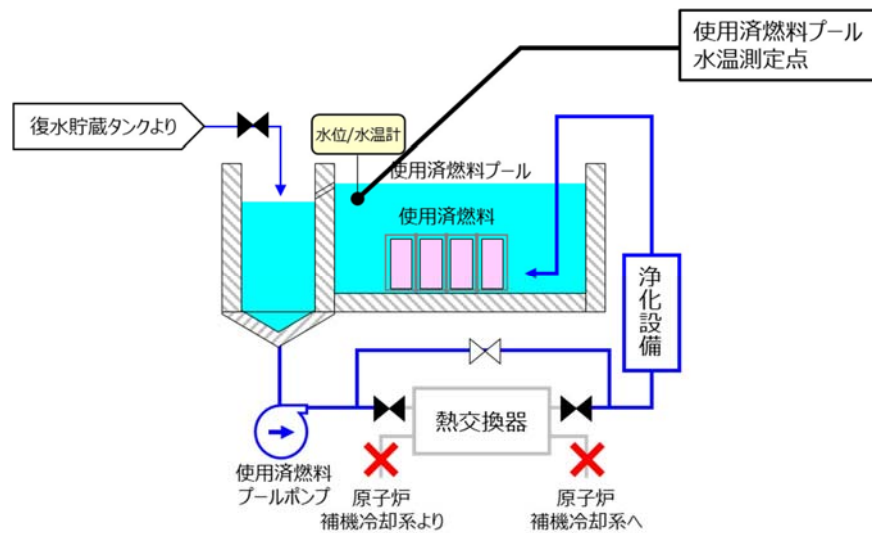 使用済燃料プール
水温測定点
復水貯蔵タンクより
水位/水温計
使用済燃料プール
使用済燃料
浄化設備
熱交換器
使用済燃料
プールポンプ
原子炉
補機冷却系より
原子炉
補機冷却系へ